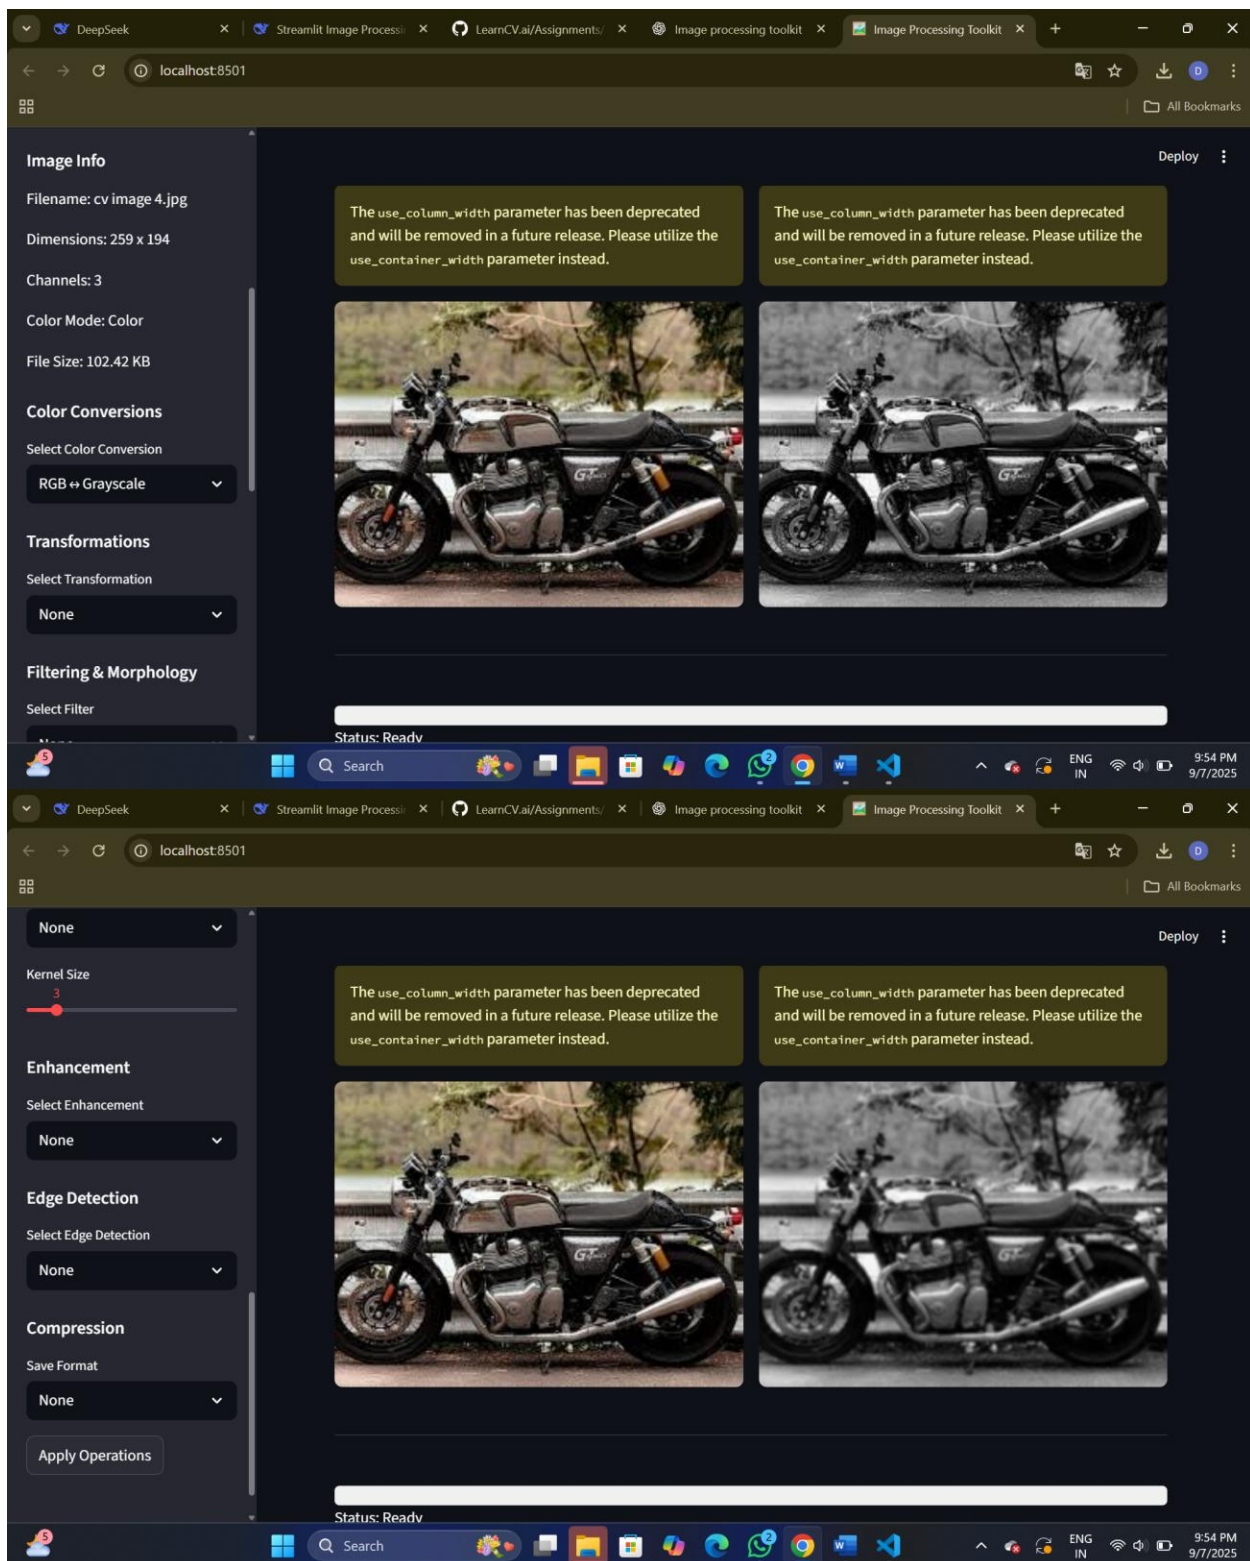 DeepSeek
Streamlit Image Processi
LearnCV.ai/Assignments/
Image processing toolkit
Image Processing Toolkit
localhost:8501
D
All Bookmarks
Image Info
Filename: cv image 4.jpg
Dimensions: 259 x 194
Channels: 3
Color Mode: Color
File Size: 102.42 KB
Color Conversions
Select Color Conversion
RGB ↔ Grayscale
Transformations
Select Transformation
None
Filtering & Morphology
Select Filter
None
Deploy
The use_column_width parameter has been deprecated
and will be removed in a future release. Please utilize the
use_container_width parameter instead.
The use_column_width parameter has been deprecated
and will be removed in a future release. Please utilize the
use_container_width parameter instead.
GT
GT
Status: Ready
5
Search
2
ENG
IN
9:54 PM
9/7/2025
DeepSeek
Streamlit Image Processi
LearnCV.ai/Assignments/
Image processing toolkit
Image Processing Toolkit
localhost:8501
D
All Bookmarks
None
Kernel Size
3
Enhancement
Select Enhancement
None
Edge Detection
Select Edge Detection
None
Compression
Save Format
None
Apply Operations
Deploy
The use_column_width parameter has been deprecated
and will be removed in a future release. Please utilize the
use_container_width parameter instead.
The use_column_width parameter has been deprecated
and will be removed in a future release. Please utilize the
use_container_width parameter instead.
GT
GT
Status: Ready
5
Search
2
ENG
IN
9:54 PM
9/7/2025